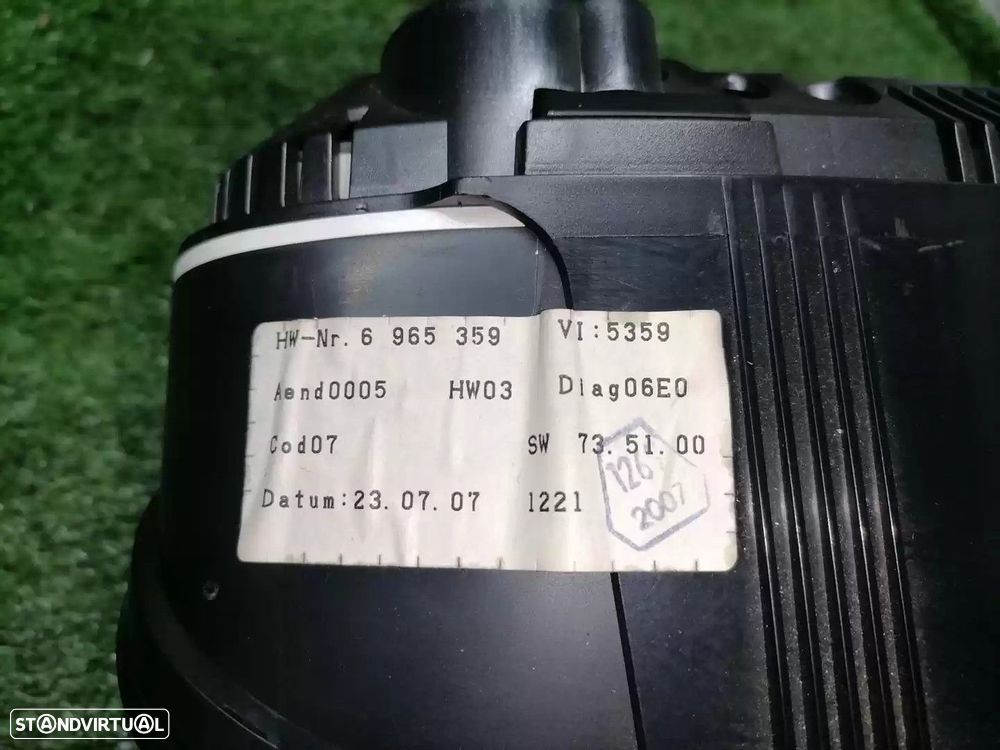 HW-Nr. 6 965 359 VI:5359
Aend0005 HW03 Diag06E0
Cod07 SW 73.51.00
Datum:23.07.07 1221
126
2007
STANDVIRTUAL